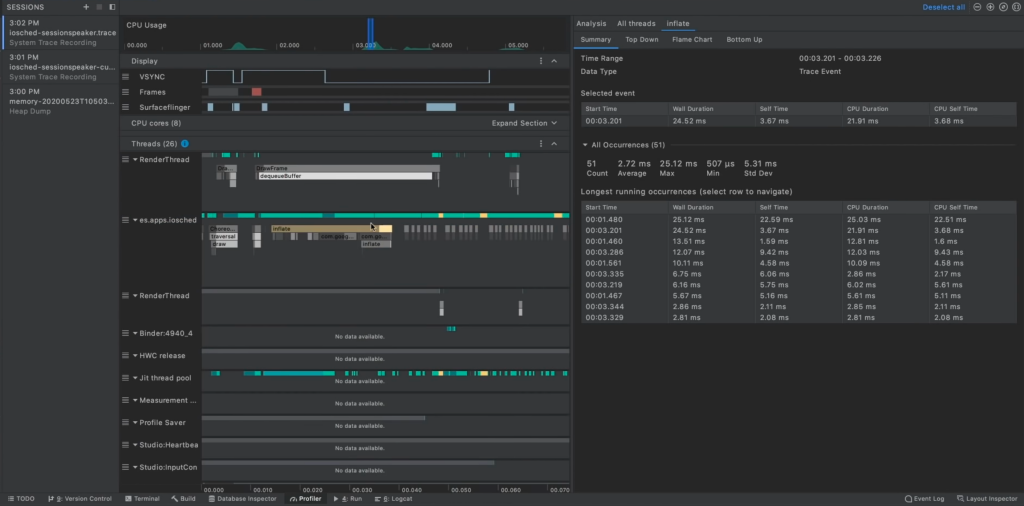 SESSIONS
3:02 PM
iosched-sessionspeaker.trace
System Trace Recording
3:01 PM
iosched-sessionspeaker-cu...
System Trace Recording
3:00 PM
memory-20200523T10503...
Heap Dump
CPU Usage
00.000 01.000 02.000 03.000 04.000 05.000
Display
VSYNC
Frames
Surfaceflinger
CPU cores (8) Expand Section
Threads (26)
RenderThread
DrawFrame
dequeueBuffer
es.apps.iosched
Choreo... inflate
traversal com.goog... com.go...
draw inflate
RenderThread
Binder:4940_4
No data available.
HWC release
No data available.
Jit thread pool
No data available.
Measurement ...
No data available.
Profile Saver
No data available.
Studio:Heartbea
No data available.
Studio:InputCon
No data available.
00.000 00.010 00.020 00.030 00.040 00.050 00.060 00.070
Deselect all
Analysis All threads inflate
Summary Top Down Flame Chart Bottom Up
Time Range 00:03.201 - 00:03.226
Data Type Trace Event
Selected event
Start Time Wall Duration Self Time CPU Duration CPU Self Time
00:03.201 24.52 ms 3.67 ms 21.91 ms 3.68 ms
All Occurrences (51)
51 2.72 ms 25.12 ms 507 µs 5.31 ms
Count Average Max Min Std Dev
Longest running occurrences (select row to navigate)
Start Time Wall Duration Self Time CPU Duration CPU Self Time
00:01.480 25.12 ms 22.59 ms 25.03 ms 22.51 ms
00:03.201 24.52 ms 3.67 ms 21.91 ms 3.68 ms
00:01.460 13.51 ms 1.59 ms 12.81 ms 1.6 ms
00:03.286 12.07 ms 9.42 ms 12.03 ms 9.43 ms
00:01.561 10.11 ms 4.58 ms 10.09 ms 4.58 ms
00:03.335 6.75 ms 6.06 ms 2.86 ms 2.17 ms
00:03.219 6.16 ms 5.75 ms 6.02 ms 5.61 ms
00:01.467 5.67 ms 5.16 ms 5.61 ms 5.11 ms
00:03.344 2.86 ms 2.11 ms 2.85 ms 2.11 ms
00:03.329 2.81 ms 2.08 ms 2.81 ms 2.08 ms
TODO 9: Version Control Terminal Build Database Inspector Profiler 4: Run 6: Logcat Event Log Layout Inspector